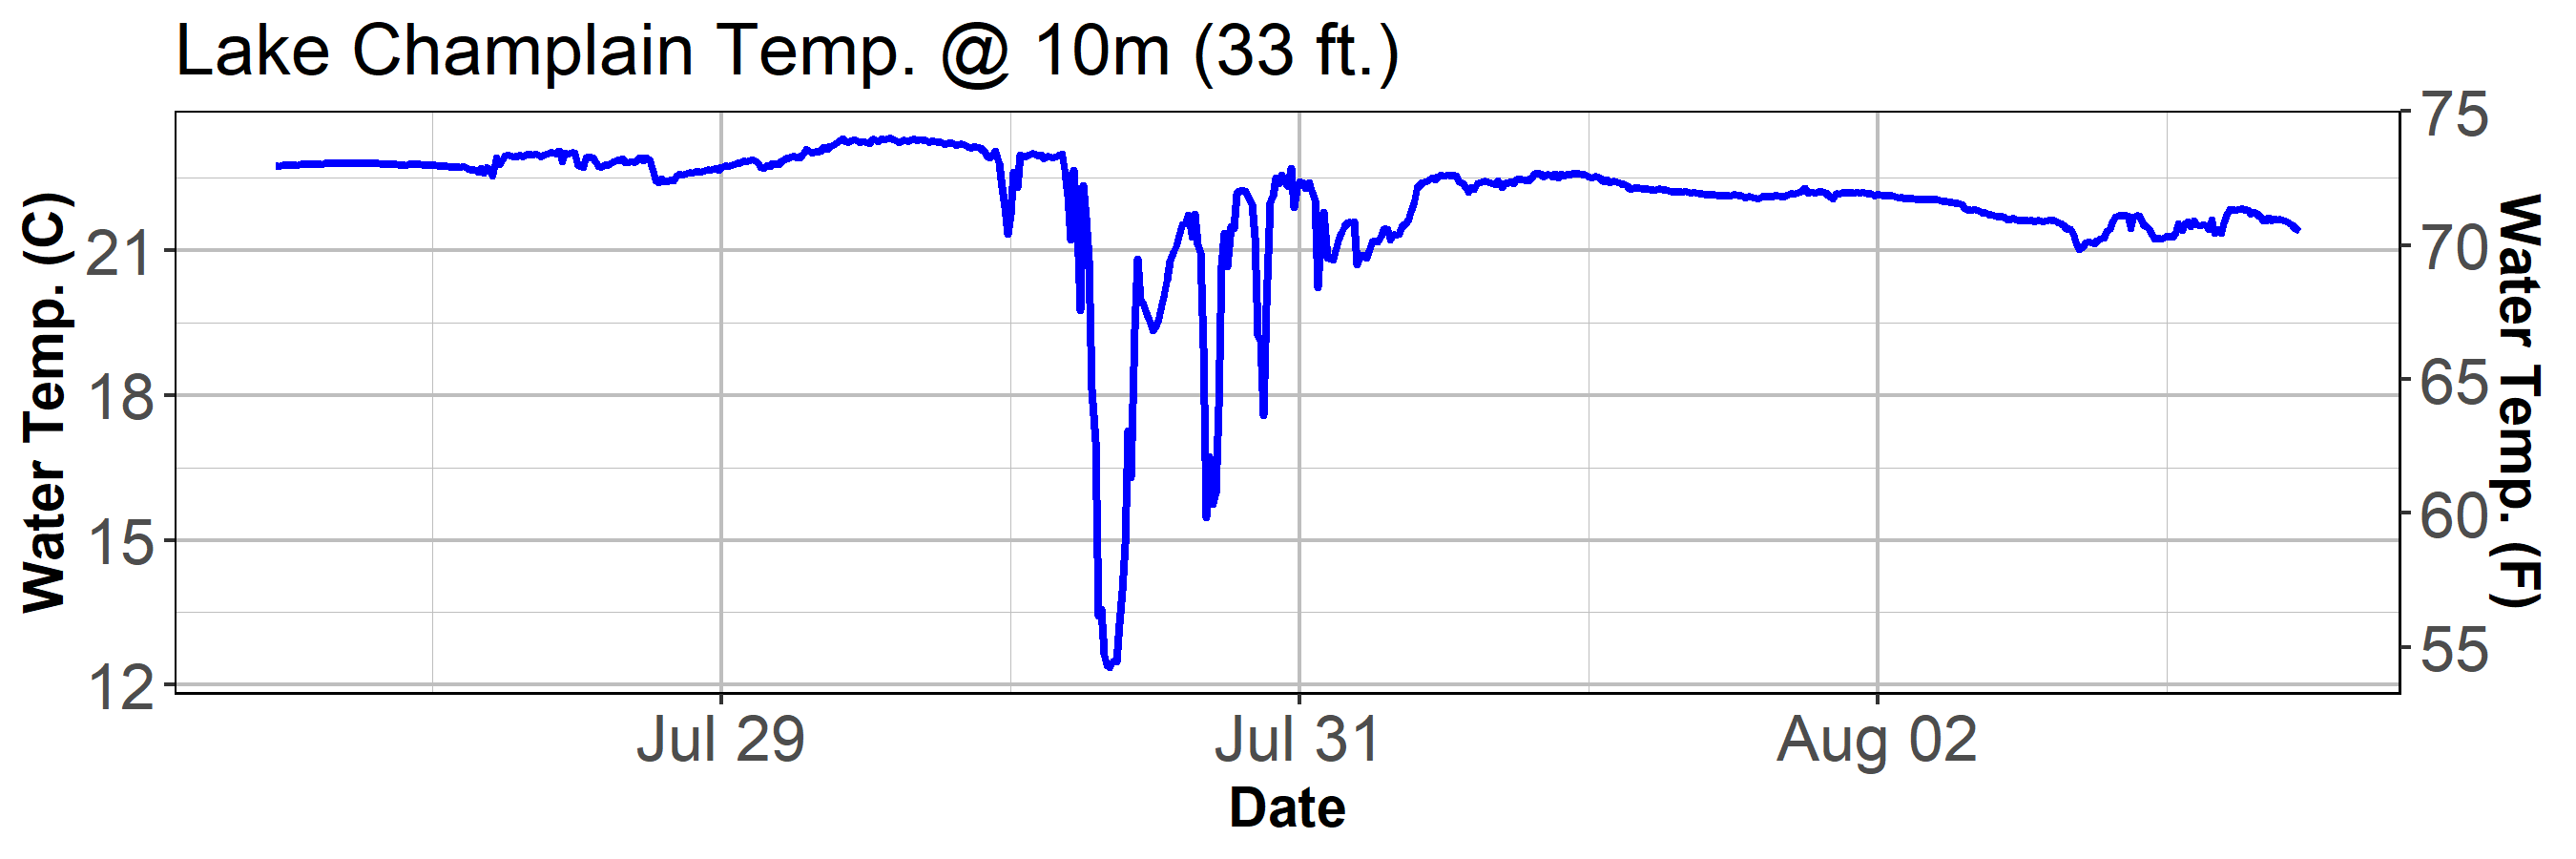 Lake Champlain Temp. @ 10m (33 ft.)
Water Temp. (C)
21
18
15
12
75
70
65
60
55
Water Temp. (F)
Jul 29
Jul 31
Aug 02
Date